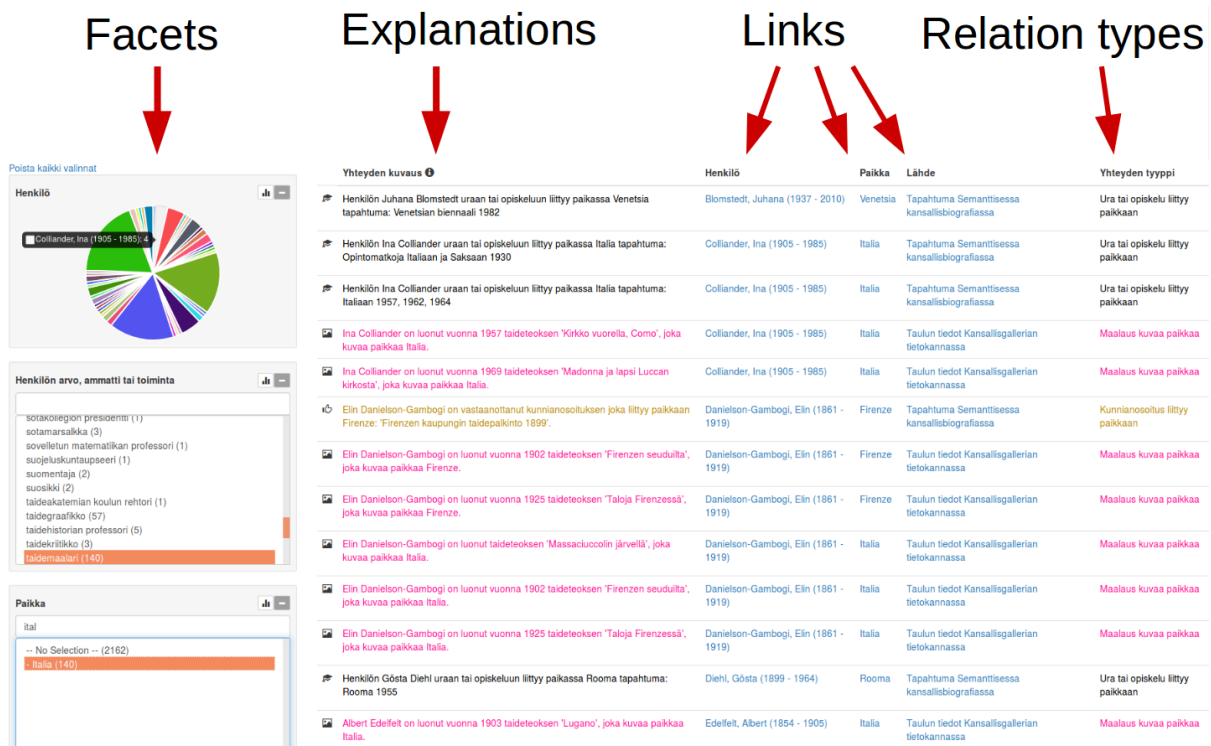 Facets
Explanations
Links
Relation types
Poista kaikki valinnat
Henkilö
Colliander, Ina (1905 - 1985): 4
Henkilön arvo, ammatti tai toiminta
sotakollegion presidentti (1)
sotamarsalkka (3)
sovelletun matematiikan professori (1)
suojeluskuntaupseeri (1)
suomentaja (2)
suosikki (2)
taideakatemian koulun rehtori (1)
taidegraafikko (57)
taidehistorian professori (5)
taidekriitikko (3)
taidemaalari (140)
Paikka
ital
-- No Selection -- (2162)
- Italia (140)
Yhteyden kuvaus Henkilö Paikka Lähde Yhteyden tyyppi
Henkilön Juhana Blomstedt uraan tai opiskeluun liittyy paikassa Venetsia Blomstedt, Juhana (1937 - 2010) Venetsia Tapahtuma Semanttisessa Ura tai opiskelu liittyy
tapahtuma: Venetsian biennaali 1982 kansallisbiografiassa paikkaan
Henkilön Ina Colliander uraan tai opiskeluun liittyy paikassa Italia tapahtuma: Colliander, Ina (1905 - 1985) Italia Tapahtuma Semanttisessa Ura tai opiskelu liittyy
Opintomatkoja Italiaan ja Saksaan 1930 kansallisbiografiassa paikkaan
Henkilön Ina Colliander uraan tai opiskeluun liittyy paikassa Italia tapahtuma: Colliander, Ina (1905 - 1985) Italia Tapahtuma Semanttisessa Ura tai opiskelu liittyy
Italiaan 1957, 1962, 1964 kansallisbiografiassa paikkaan
Ina Colliander on luonut vuonna 1957 taideteoksen 'Kirkko vuorella, Como', joka Colliander, Ina (1905 - 1985) Italia Taulun tiedot Kansallisgallerian Maalaus kuvaa paikkaa
kuvaa paikkaa Italia. tietokannassa
Ina Colliander on luonut vuonna 1969 taideteoksen 'Madonna ja lapsi Luccan Colliander, Ina (1905 - 1985) Italia Taulun tiedot Kansallisgallerian Maalaus kuvaa paikkaa
kirkosta', joka kuvaa paikkaa Italia. tietokannassa
Elin Danielson-Gambogi on vastaanottanut kunnianosoituksen joka liittyy paikkaan Danielson-Gambogi, Elin (1861 - Firenze Tapahtuma Semanttisessa Kunnianosoitus liittyy
Firenze: 'Firenzen kaupungin taidepalkinto 1899'. 1919) kansallisbiografiassa paikkaan
Elin Danielson-Gambogi on luonut vuonna 1902 taideteoksen 'Firenzen seuduilta', Danielson-Gambogi, Elin (1861 - Firenze Taulun tiedot Kansallisgallerian Maalaus kuvaa paikkaa
joka kuvaa paikkaa Firenze. 1919) tietokannassa
Elin Danielson-Gambogi on luonut vuonna 1925 taideteoksen 'Taloja Firenzessä', Danielson-Gambogi, Elin (1861 - Firenze Taulun tiedot Kansallisgallerian Maalaus kuvaa paikkaa
joka kuvaa paikkaa Firenze. 1919) tietokannassa
Elin Danielson-Gambogi on luonut taideteoksen 'Massaciuccolin järvellä', joka Danielson-Gambogi, Elin (1861 - Italia Taulun tiedot Kansallisgallerian Maalaus kuvaa paikkaa
kuvaa paikkaa Italia. 1919) tietokannassa
Elin Danielson-Gambogi on luonut vuonna 1902 taideteoksen 'Firenzen seuduilta', Danielson-Gambogi, Elin (1861 - Italia Taulun tiedot Kansallisgallerian Maalaus kuvaa paikkaa
joka kuvaa paikkaa Italia. 1919) tietokannassa
Elin Danielson-Gambogi on luonut vuonna 1925 taideteoksen 'Taloja Firenzessä', Danielson-Gambogi, Elin (1861 - Italia Taulun tiedot Kansallisgallerian Maalaus kuvaa paikkaa
joka kuvaa paikkaa Italia. 1919) tietokannassa
Henkilön Gösta Diehl uraan tai opiskeluun liittyy paikassa Rooma tapahtuma: Diehl, Gösta (1899 - 1964) Rooma Tapahtuma Semanttisessa Ura tai opiskelu liittyy
Rooma 1955 kansallisbiografiassa paikkaan
Albert Edelfelt on luonut vuonna 1903 taideteoksen 'Lugano', joka kuvaa paikkaa Edelfelt, Albert (1854 - 1905) Italia Taulun tiedot Kansallisgallerian Maalaus kuvaa paikkaa
Italia. tietokannassa